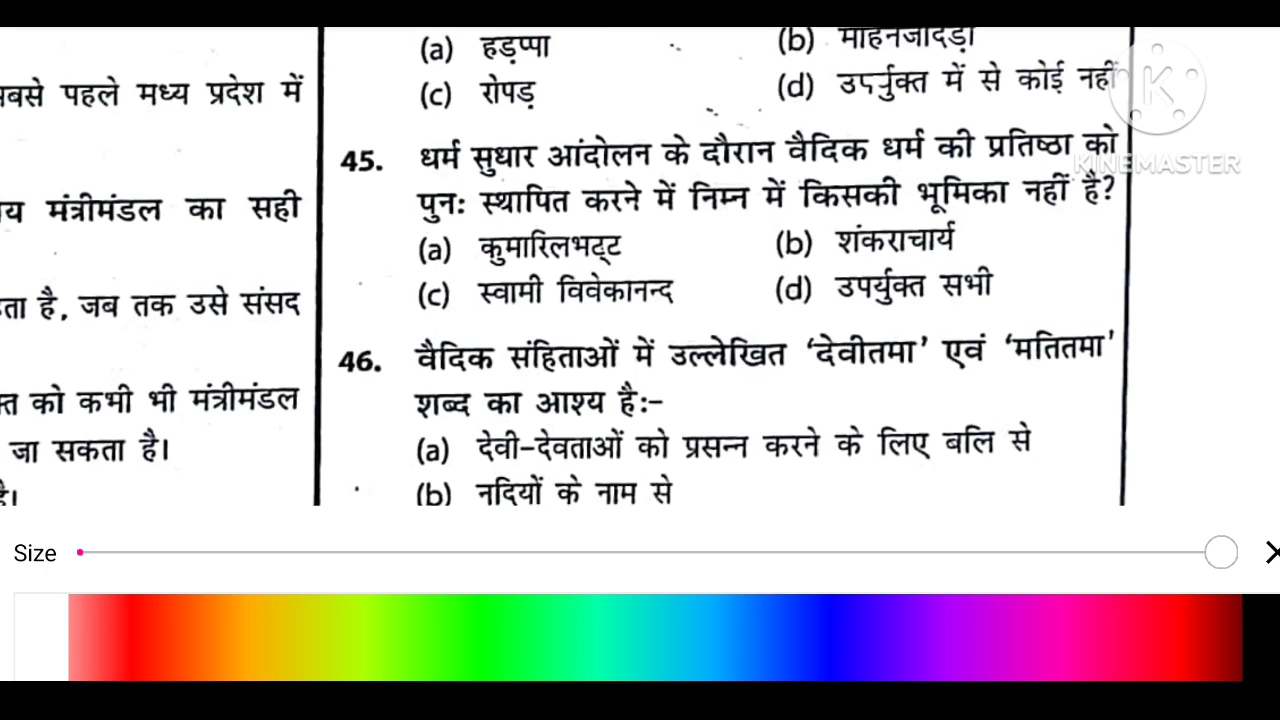 सबसे पहले मध्य प्रदेश में
य मंत्रीमंडल का सही
ता है, जब तक उसे संसद
त को कभी भी मंत्रीमंडल
जा सकता है।
है।
(a) हड़प्पा (b) मोहनजोदड़ो
(c) रोपड़ (d) उपर्युक्त में से कोई नहीं
45. धर्म सुधार आंदोलन के दौरान वैदिक धर्म की प्रतिष्ठा को
पुनः स्थापित करने में निम्न में किसकी भूमिका नहीं है?
(a) कुमारिलभट्ट (b) शंकराचार्य
(c) स्वामी विवेकानन्द (d) उपर्युक्त सभी
46. वैदिक संहिताओं में उल्लेखित ‘देवीतमा’ एवं ‘मतितमा’
शब्द का आश्य है:-
(a) देवी-देवताओं को प्रसन्न करने के लिए बलि से
(b) नदियों के नाम से
K
KINEMASTER
Size